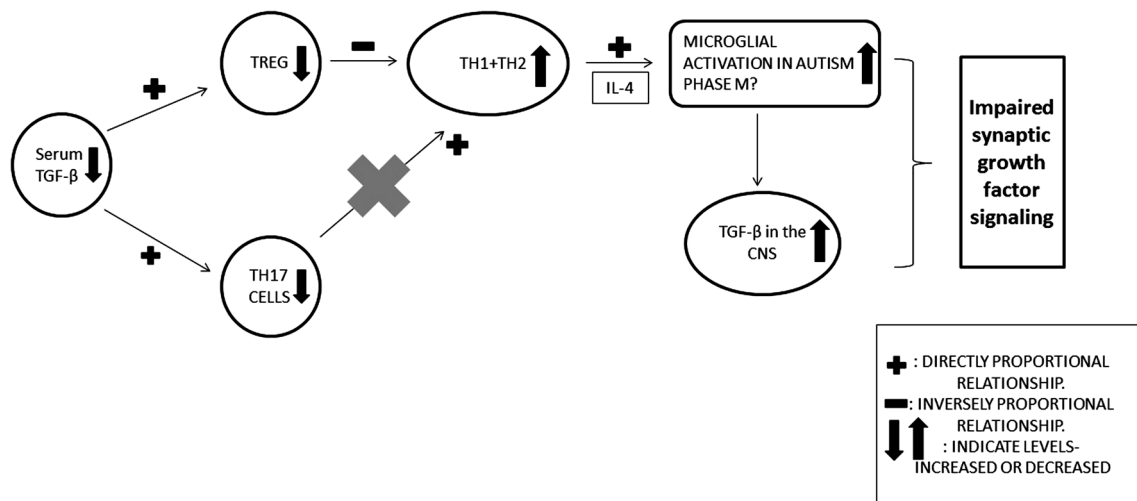 Serum
TGF-β
TREG
TH17
CELLS
TH1+TH2
IL-4
MICROGLIAL
ACTIVATION IN AUTISM
PHASE M?
TGF-β in the
CNS
Impaired
synaptic
growth
factor
signaling
+ : DIRECTLY PROPORTIONAL
RELATIONSHIP.
- : INVERSELY PROPORTIONAL
RELATIONSHIP.
: INDICATE LEVELS-
INCREASED OR DECREASED